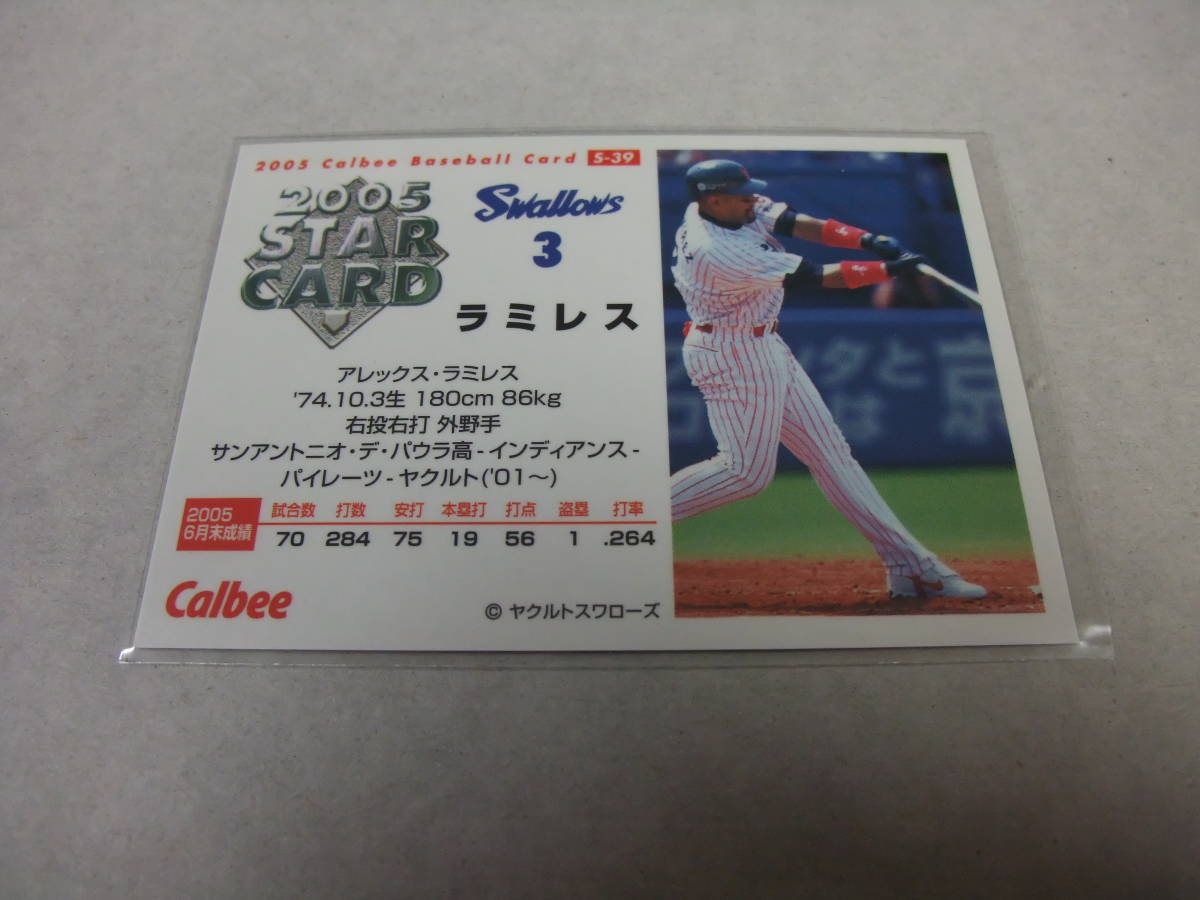 2005 Calbee Baseball Card S-39
2005
STAR
CARD
Swallows
3
ラミレス
アレックス・ラミレス
'74.10.3生 180cm 86kg
右投右打 外野手
サンアントニオ・デ・パウラ高-インディアンス-
パイレーツ-ヤクルト('01〜)
2005
6月末成績
試合数 打数 安打 本塁打 打点 盗塁 打率
70 284 75 19 56 1 .264
Calbee
© ヤクルトスワローズ